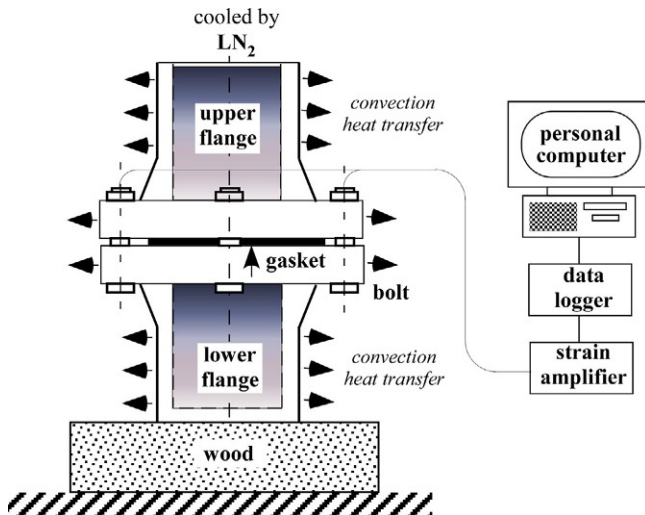 cooled by
LN2
upper
flange
convection
heat transfer
personal
computer
gasket
bolt
data
logger
lower
flange
convection
heat transfer
strain
amplifier
wood